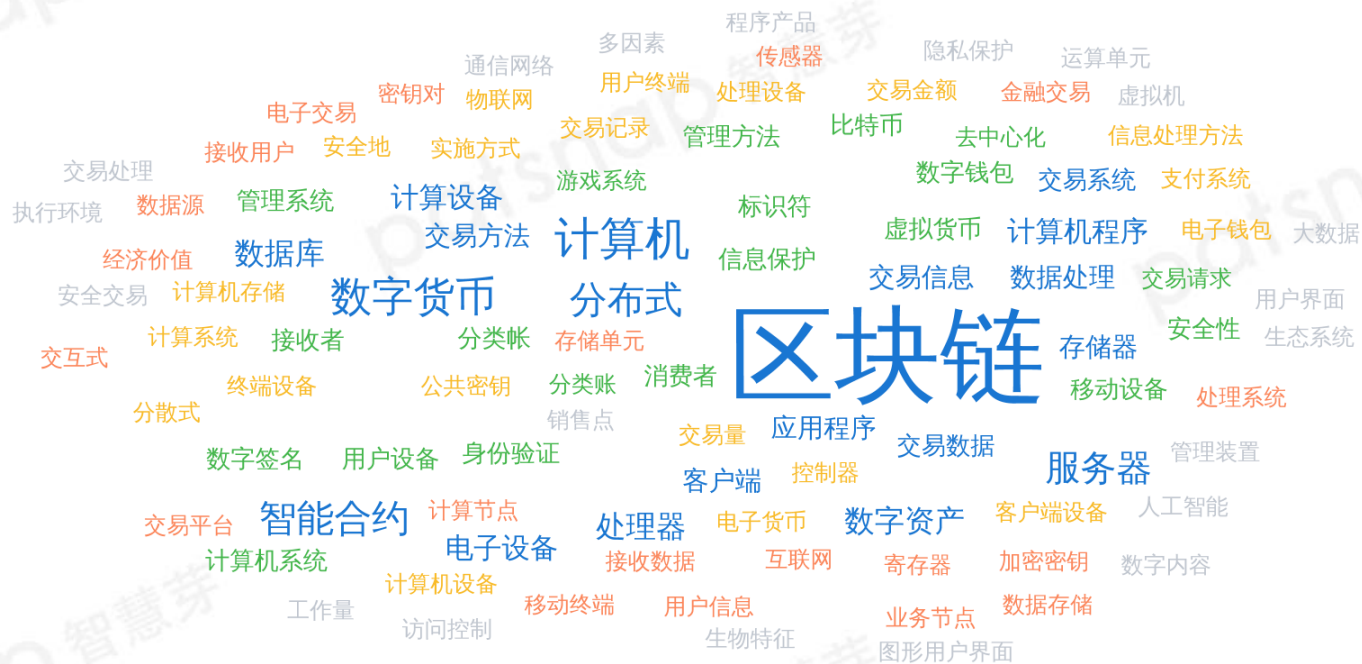 程序产品
多因素
传感器
隐私保护
运算单元
通信网络
用户终端
处理设备
交易金额
金融交易
虚拟机
密钥对
物联网
电子交易
交易记录
管理方法
比特币
去中心化
信息处理方法
接收用户
安全地
实施方式
交易处理
游戏系统
数字钱包
交易系统
支付系统
执行环境
数据源
管理系统
计算设备
标识符
经济价值
数据库
交易方法
计算机
信息保护
虚拟货币
计算机程序
电子钱包
大数据
安全交易
计算机存储
数字货币
分布式
交易信息
数据处理
交易请求
用户界面
计算系统
接收者
分类帐
存储单元
区块链
存储器
安全性
生态系统
交互式
终端设备
公共密钥
分类账
消费者
移动设备
处理系统
分散式
销售点
交易量
应用程序
交易数据
数字签名
用户设备
身份验证
客户端
控制器
服务器
管理装置
交易平台
智能合约
计算节点
处理器
电子货币
数字资产
客户端设备
人工智能
计算机系统
电子设备
接收数据
互联网
寄存器
加密密钥
数字内容
计算机设备
工作量
移动终端
用户信息
业务节点
数据存储
访问控制
生物特征
图形用户界面
patsnap 智慧芽
智慧芽